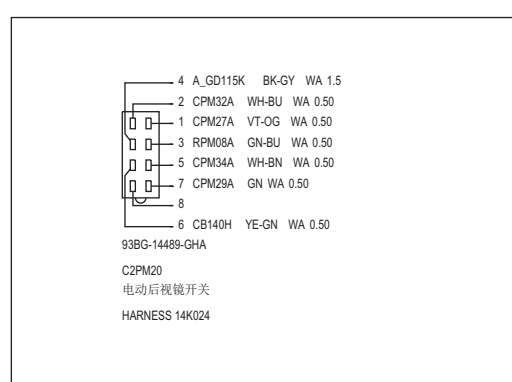 4 A_GD115K BK-GY WA 1.5
2 CPM32A WH-BU WA 0.50
1 CPM27A VT-OG WA 0.50
3 RPM08A GN-BU WA 0.50
5 CPM34A WH-BN WA 0.50
7 CPM29A GN WA 0.50
8
6 CB140H YE-GN WA 0.50
93BG-14489-GHA
C2PM20
电动后视镜开关
HARNESS 14K024